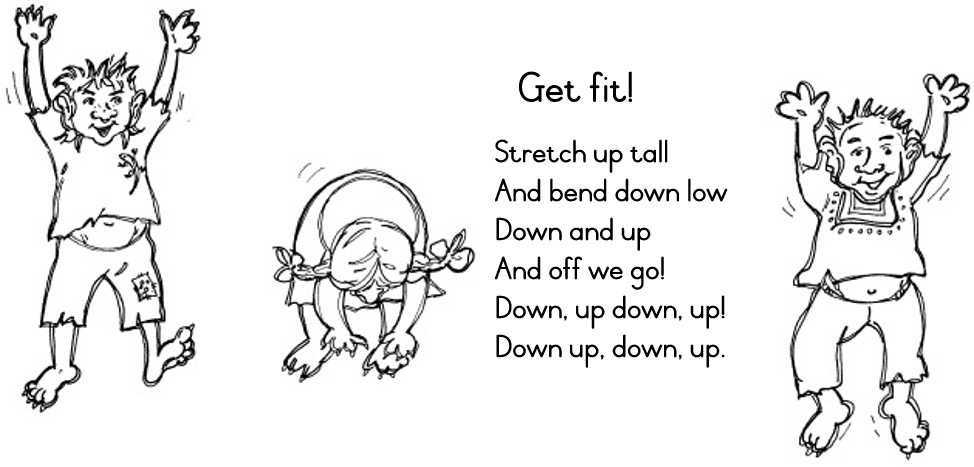 Get fit!
Stretch up tall
And bend down low
Down and up
And off we go!
Down, up down, up!
Down up, down, up.